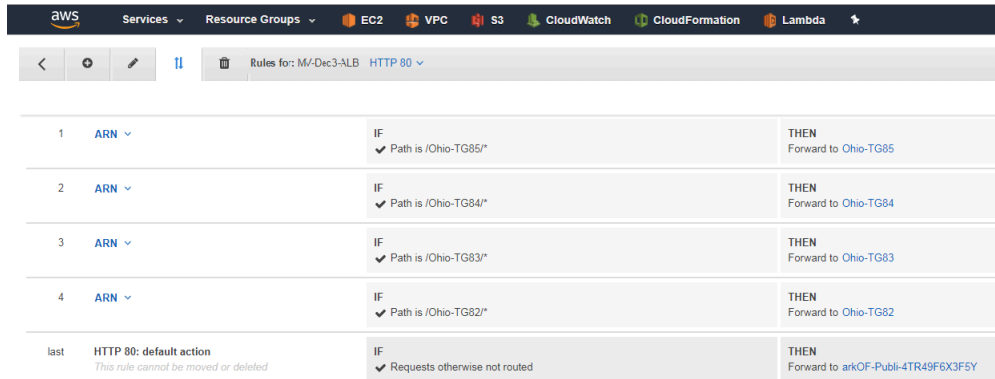 aws Services Resource Groups EC2 VPC S3 CloudWatch CloudFormation Lambda
Rules for: MV-Dec3-ALB HTTP 80
1 ARN IF THEN
Path is /Ohio-TG85/* Forward to Ohio-TG85
2 ARN IF THEN
Path is /Ohio-TG84/* Forward to Ohio-TG84
3 ARN IF THEN
Path is /Ohio-TG83/* Forward to Ohio-TG83
4 ARN IF THEN
Path is /Ohio-TG82/* Forward to Ohio-TG82
last HTTP 80: default action IF THEN
This rule cannot be moved or deleted Requests otherwise not routed Forward to arkOF-Publi-4TR49F6X3F5Y